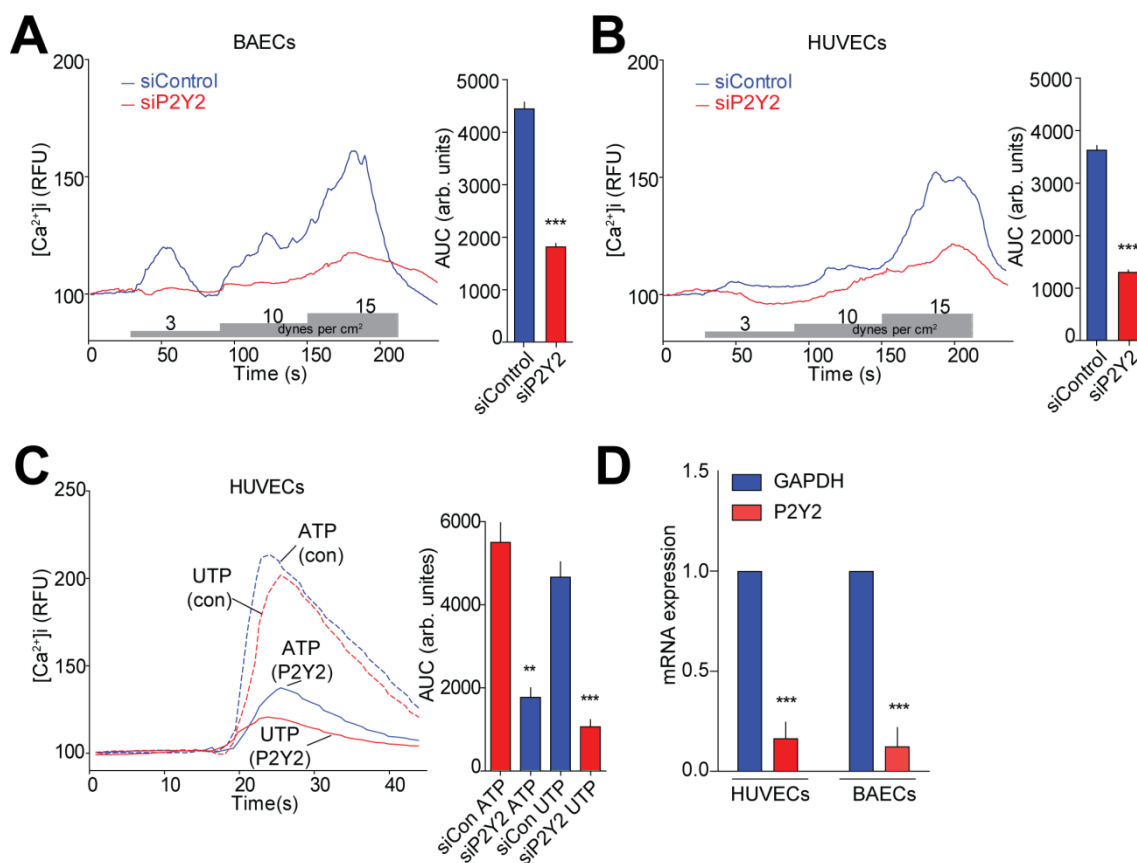 A
BAECs
200
150
100
[Ca²⁺]i (RFU)
siControl
siP2Y2
3
10
15
dynes per cm²
0
50
100
150
200
Time (s)
5000
4000
3000
2000
1000
0
AUC (arb. units)
***
siControl
siP2Y2
B
HUVECs
200
150
100
[Ca²⁺]i (RFU)
siControl
siP2Y2
3
10
15
dynes per cm²
0
50
100
150
200
Time (s)
5000
4000
3000
2000
1000
0
AUC (arb. units)
***
siControl
siP2Y2
C
HUVECs
250
200
150
100
[Ca²⁺]i (RFU)
ATP
(con)
UTP
(con)
ATP
(P2Y2)
UTP
(P2Y2)
0
10
20
30
40
Time(s)
6000
4000
2000
0
AUC (arb. unites)
**
***
siCon ATP
siP2Y2 ATP
siCon UTP
siP2Y2 UTP
D
1.5
1.0
0.5
0.0
mRNA expression
GAPDH
P2Y2
***
***
HUVECs
BAECs